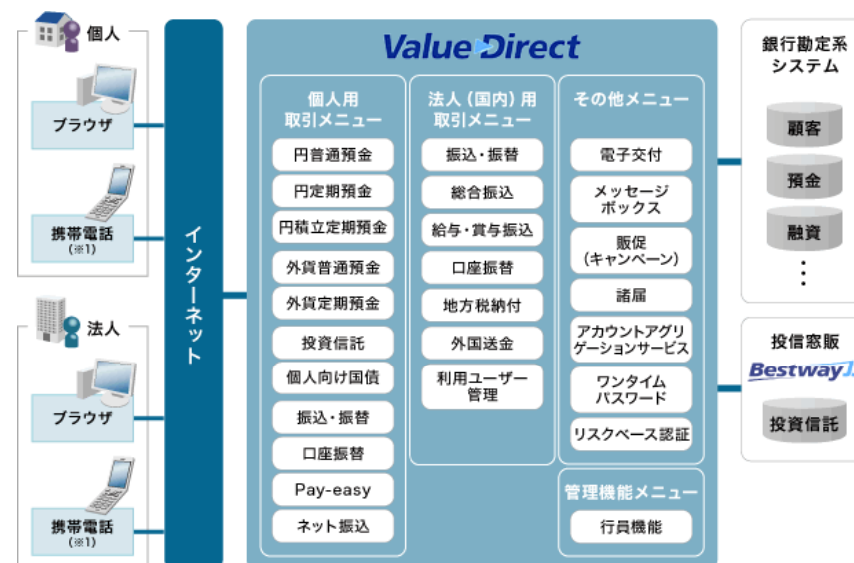 個人
ブラウザ
携帯電話
(※1)
法人
ブラウザ
携帯電話
(※1)
インターネット
Value Direct
個人用
取引メニュー
円普通預金
円定期預金
円積立定期預金
外貨普通預金
外貨定期預金
投資信託
個人向け国債
振込・振替
口座振替
Pay-easy
ネット振込
法人（国内）用
取引メニュー
振込・振替
総合振込
給与・賞与振込
口座振替
地方税納付
外国送金
利用ユーザー
管理
その他メニュー
電子交付
メッセージ
ボックス
販促
（キャンペーン）
諸届
アカウントアグリ
ゲーションサービス
ワンタイム
パスワード
リスクベース認証
管理機能メニュー
行員機能
銀行勘定系
システム
顧客
預金
融資
投信窓販
Bestway
投資信託